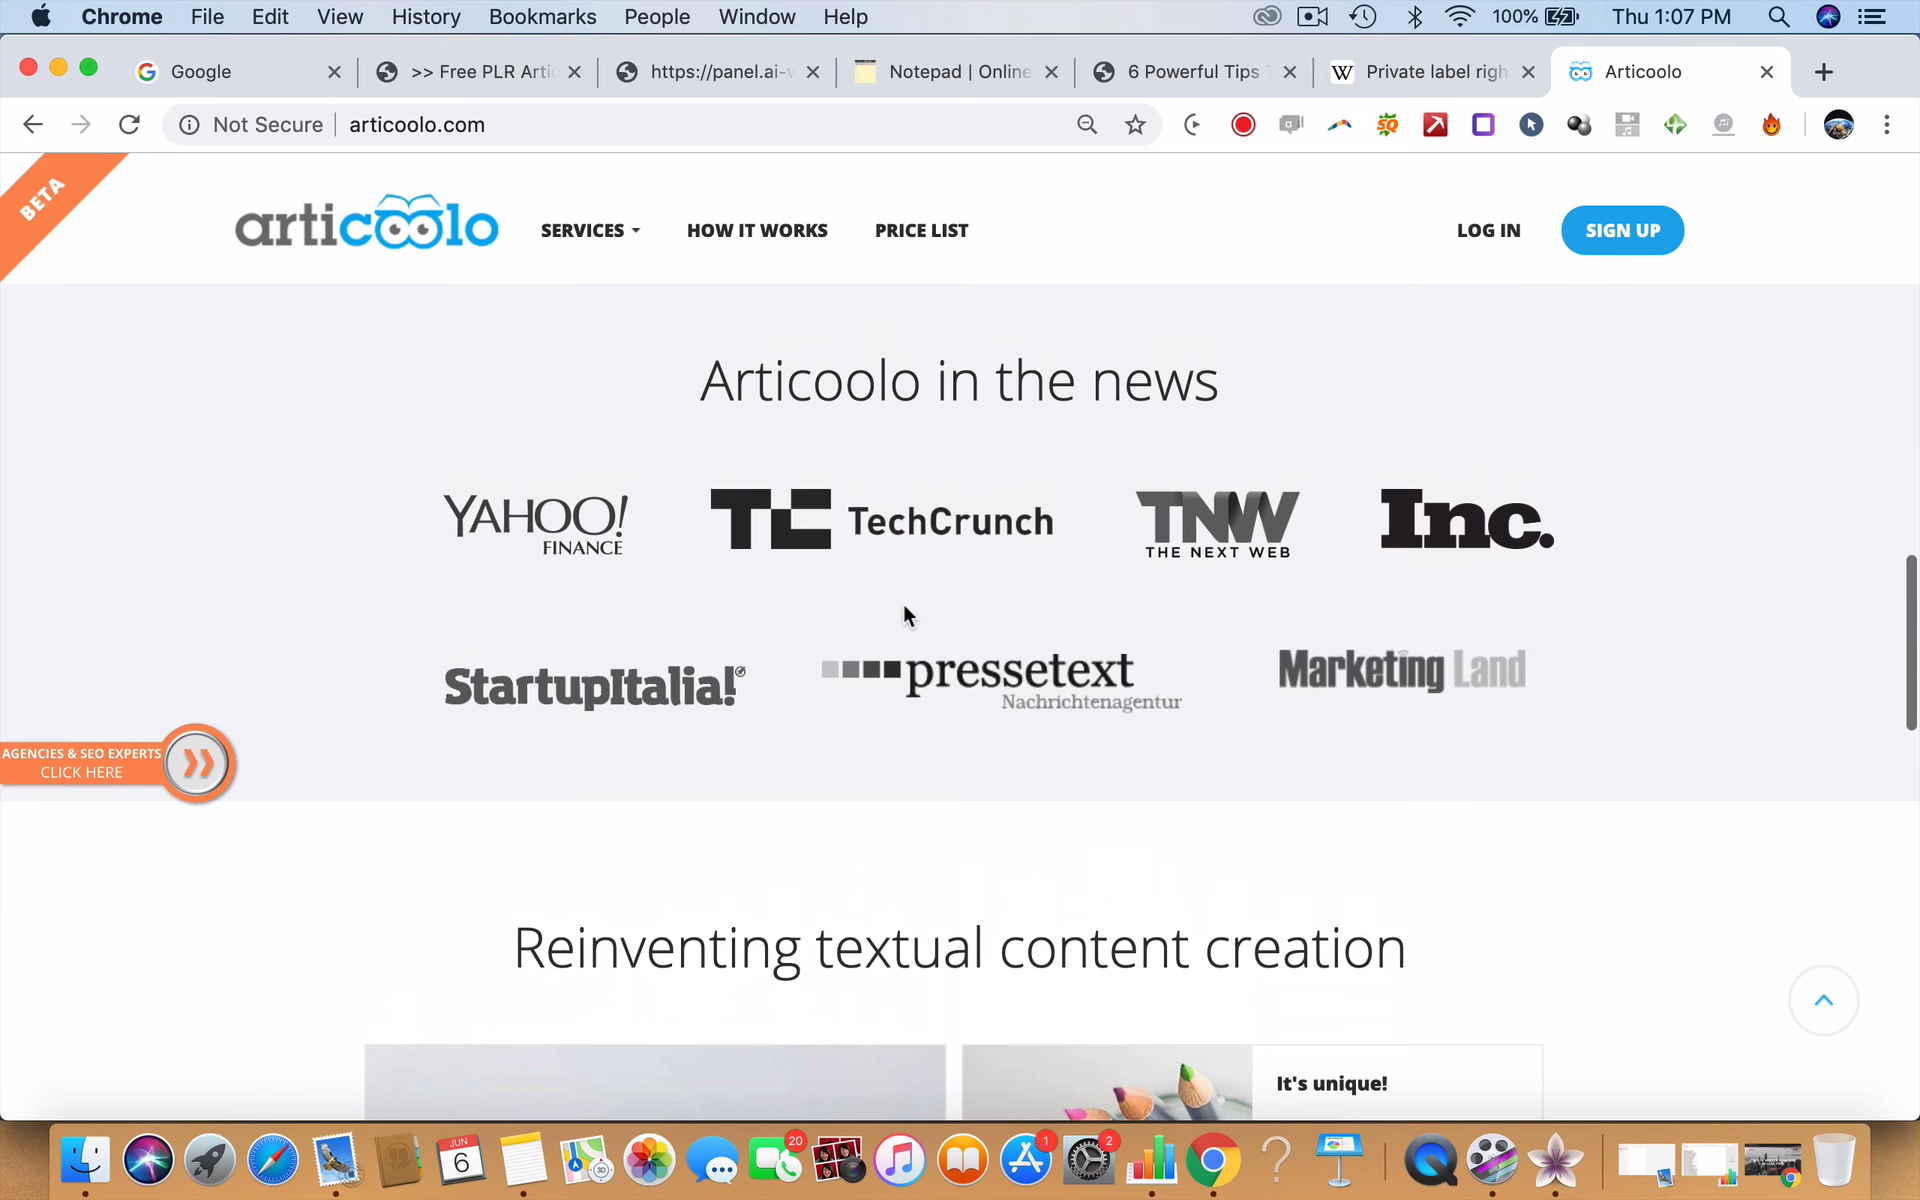 Chrome File Edit View History Bookmarks People Window Help 100% Thu 1:07 PM
Google >> Free PLR Arti https://panel.ai-w Notepad | Online 6 Powerful Tips T Private label righ Articoolo
Not Secure articoolo.com
BETA
articoolo SERVICES HOW IT WORKS PRICE LIST LOG IN SIGN UP
Articoolo in the news
YAHOO! FINANCE
TC TechCrunch
TNW THE NEXT WEB
Inc.
StartupItalia!
pressetext Nachrichtenagentur
Marketing Land
AGENCIES & SEO EXPERTS
CLICK HERE
Reinventing textual content creation
It's unique!
JUN
6
3D
20
1
2